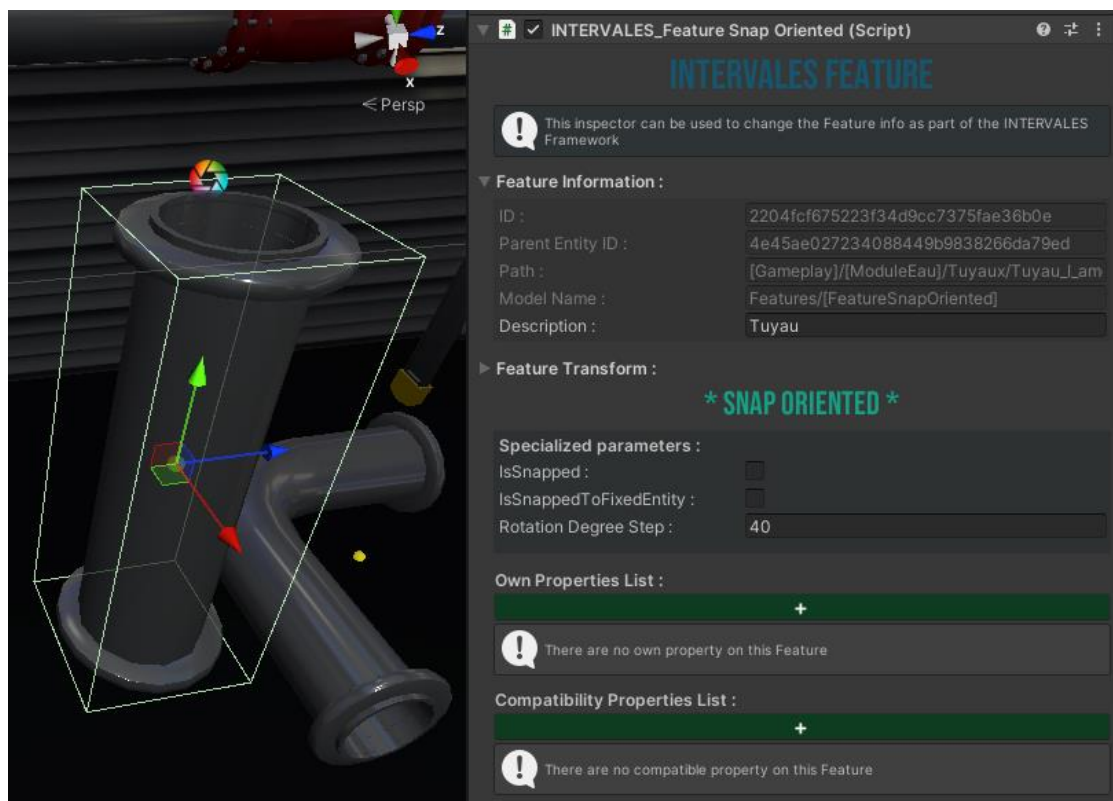 z
x
< Persp
# INTERVALES_Feature Snap Oriented (Script)
INTERVALES FEATURE
This inspector can be used to change the Feature info as part of the INTERVALES
Framework
Feature Information :
ID : 2204fcf675223f34d9cc7375fae36b0e
Parent Entity ID : 4e45ae027234088449b9838266da79ed
Path : [Gameplay]/[ModuleEau]/Tuyaux/Tuyau_l_am
Model Name : Features/[FeatureSnapOriented]
Description : Tuyau
Feature Transform :
* SNAP ORIENTED *
Specialized parameters :
IsSnapped :
IsSnappedToFixedEntity :
Rotation Degree Step : 40
Own Properties List :
+
There are no own property on this Feature
Compatibility Properties List :
+
There are no compatible property on this Feature